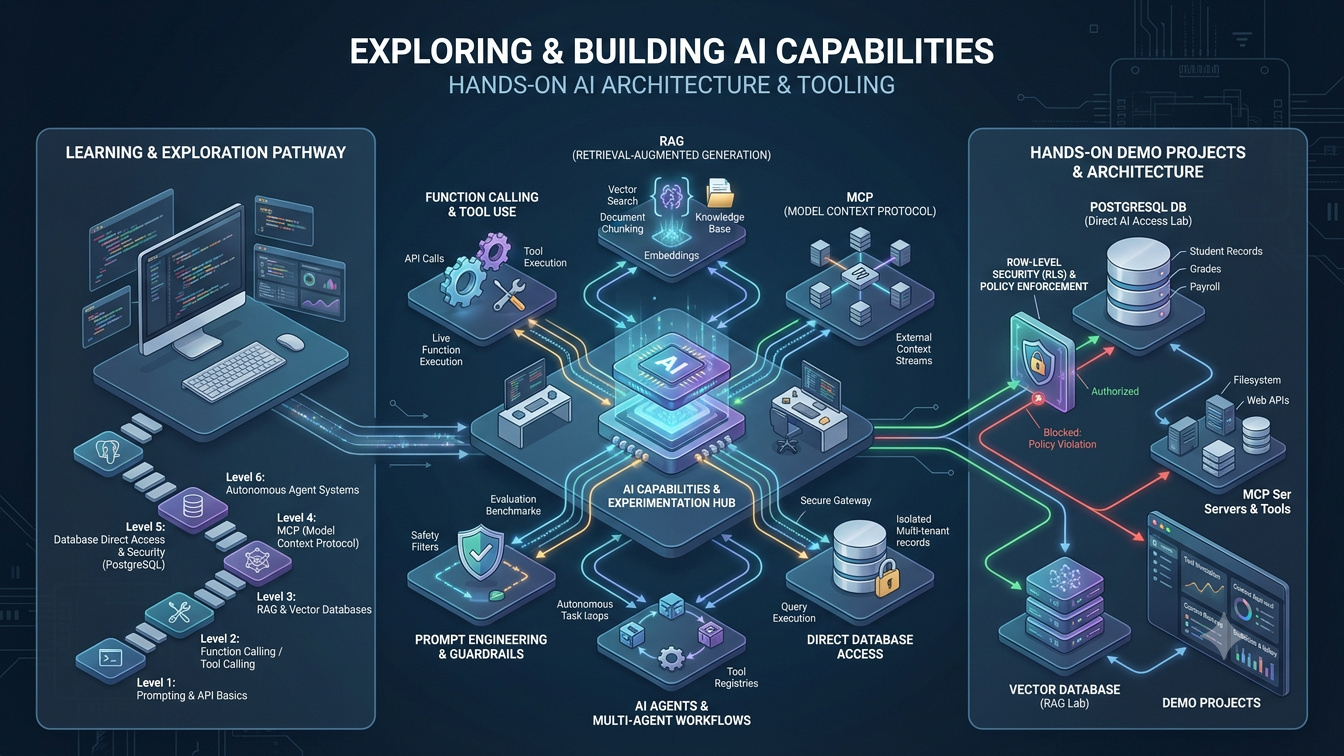 EXPLORING & BUILDING AI CAPABILITIES
HANDS-ON AI ARCHITECTURE & TOOLING
LEARNING & EXPLORATION PATHWAY
Level 6:
Autonomous Agent Systems
Level 5:
Database Direct Access
& Security
(PostgreSQL)
Level 4:
MCP (Model
Context Protocol)
Level 3:
RAG & Vector Databases
Level 2:
Function Calling /
Tool Calling
Level 1:
Prompting & API Basics
FUNCTION CALLING
& TOOL USE
API Calls
Tool
Execution
Live
Function
Execution
RAG
(RETRIEVAL-AUGMENTED GENERATION)
Vector
Search
Document
Chunking
Knowledge
Base
Embeddings
MCP
(MODEL CONTEXT PROTOCOL)
External
Context
Streams
AI
AI CAPABILITIES &
EXPERIMENTATION HUB
Evaluation
Benchmarke
Safety
Filters
PROMPT ENGINEERING
& GUARDRAILS
Autonomous
Task loops
Tool
Registries
AI AGENTS &
MULTI-AGENT WORKFLOWS
Secure Gateway
Isolated
Multi-tenant
records
Query
Execution
DIRECT DATABASE
ACCESS
HANDS-ON DEMO PROJECTS
& ARCHITECTURE
POSTGRESQL DB
(Direct AI Access Lab)
Student Records
Grades
Payroll
ROW-LEVEL
SECURITY (RLS) &
POLICY ENFORCEMENT
Authorized
Blocked:
Policy Violation
Filesystem
Web APIs
MCP Ser
Servers & Tools
VECTOR DATABASE
(RAG Lab)
DEMO PROJECTS